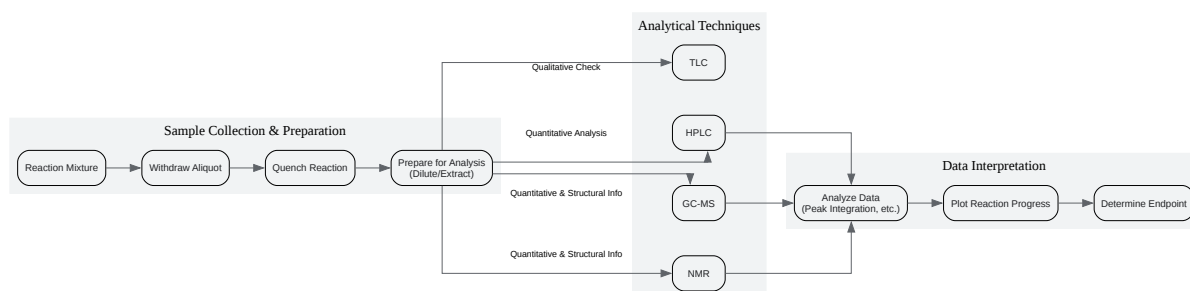 Analytical Techniques
TLC
Qualitative Check
Sample Collection & Preparation
Quantitative Analysis
HPLC
Reaction Mixture
Withdraw Aliquot
Quench Reaction
Prepare for Analysis
(Dilute/Extract)
Data Interpretation
Quantitative & Structural Info
GC-MS
Analyze Data
(Peak Integration, etc.)
Plot Reaction Progress
Determine Endpoint
Quantitative & Structural Info
NMR